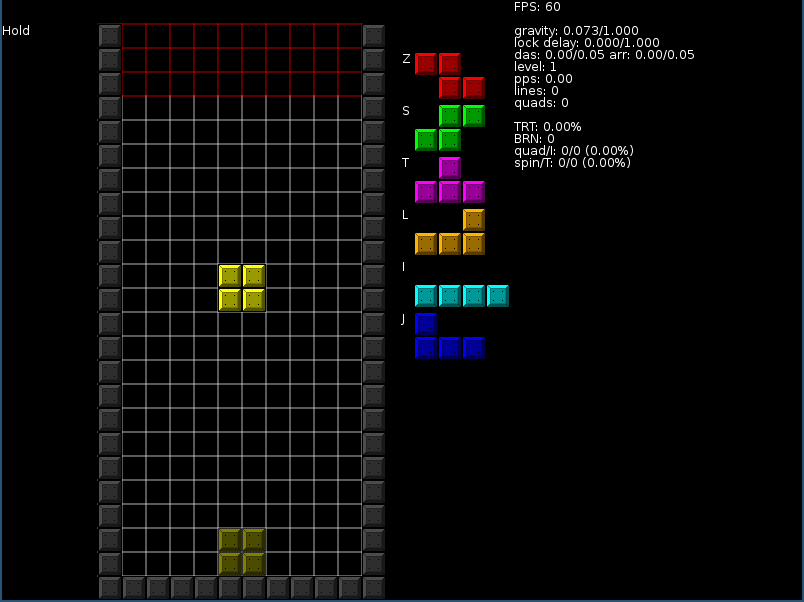 Hold
Z
S
T
L
I
J
FPS: 60
gravity: 0.073/1.000
lock delay: 0.000/1.000
das: 0.00/0.05 arr: 0.00/0.05
level: 1
pps: 0.00
lines: 0
quads: 0
TRT: 0.00%
BRN: 0
quad/I: 0/0 (0.00%)
spin/T: 0/0 (0.00%)